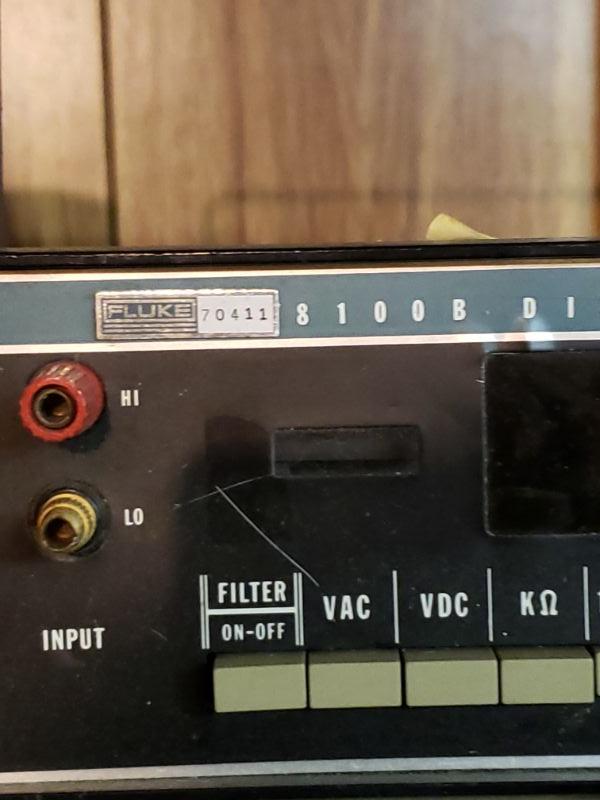 FLUKE 70411 8100B DI
HI
LO
FILTER
ON-OFF
VAC
VDC
KΩ
INPUT